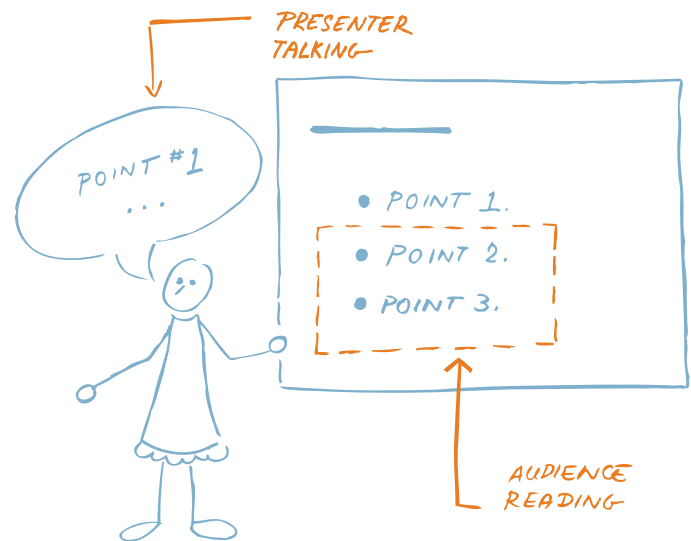 PRESENTER
TALKING
POINT #1
...
• POINT 1.
• POINT 2.
• POINT 3.
AUDIENCE
READING